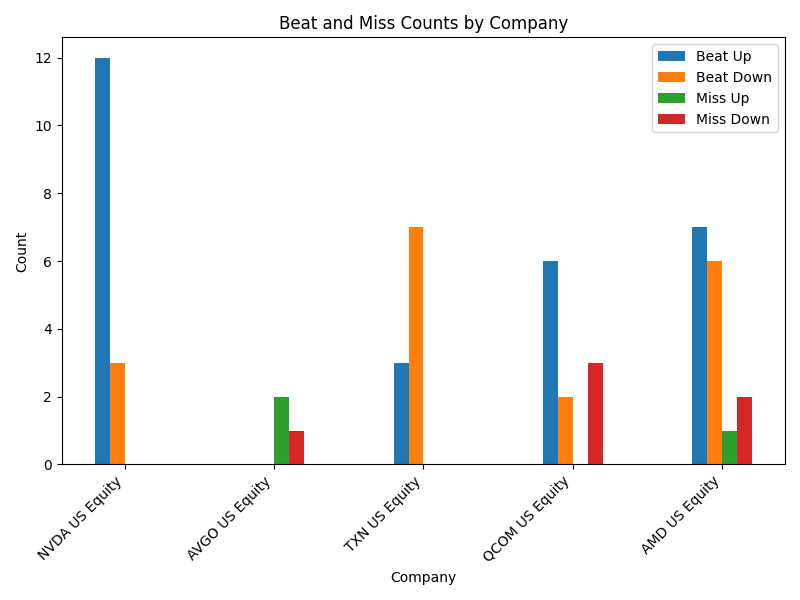 Beat and Miss Counts by Company
Beat Up
Beat Down
Miss Up
Miss Down
Count
12
10
8
6
4
2
0
NVDA US Equity
AVGO US Equity
TXN US Equity
QCOM US Equity
AMD US Equity
Company